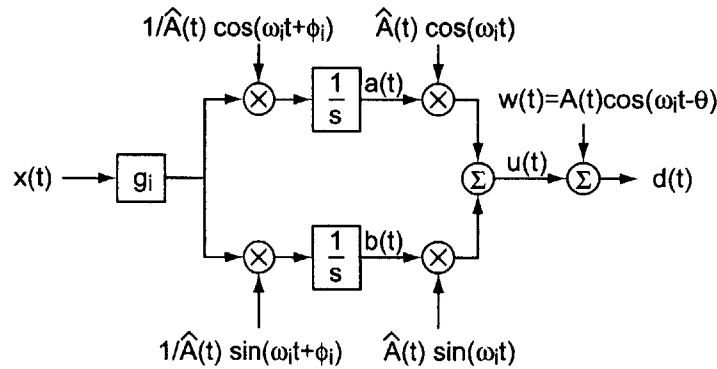 1/Â(t) cos(ωᵢt+ϕᵢ)
Â(t) cos(ωᵢt)
1/s
a(t)
w(t)=A(t)cos(ωᵢt-θ)
x(t)
gᵢ
Σ
u(t)
Σ
d(t)
1/s
b(t)
1/Â(t) sin(ωᵢt+ϕᵢ)
Â(t) sin(ωᵢt)